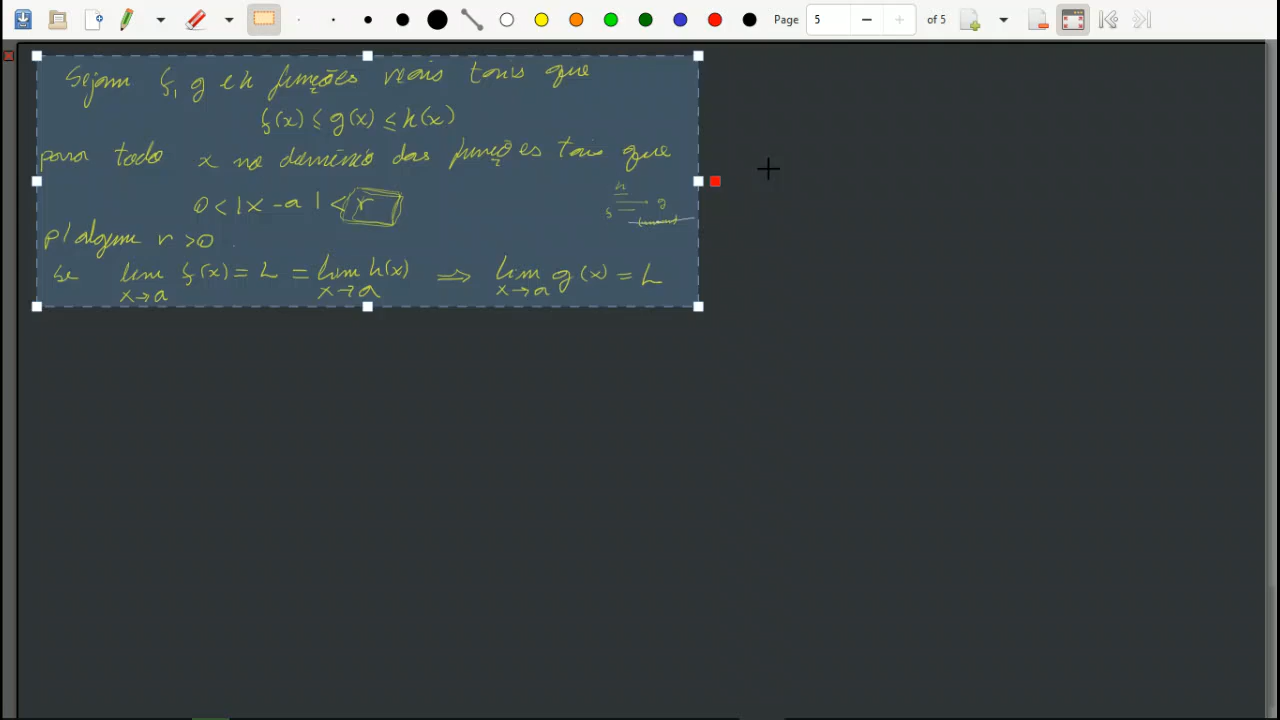 Page 5 of 5
Sejam f, g e h funções reais tais que
f(x) ≤ g(x) ≤ h(x)
para todo x no domínio das funções tais que
0 < |x - a| < r
h
g
f
p/ algum r > 0.
Se lim f(x) = L = lim h(x) ⟹ lim g(x) = L
x→a x→a x→a